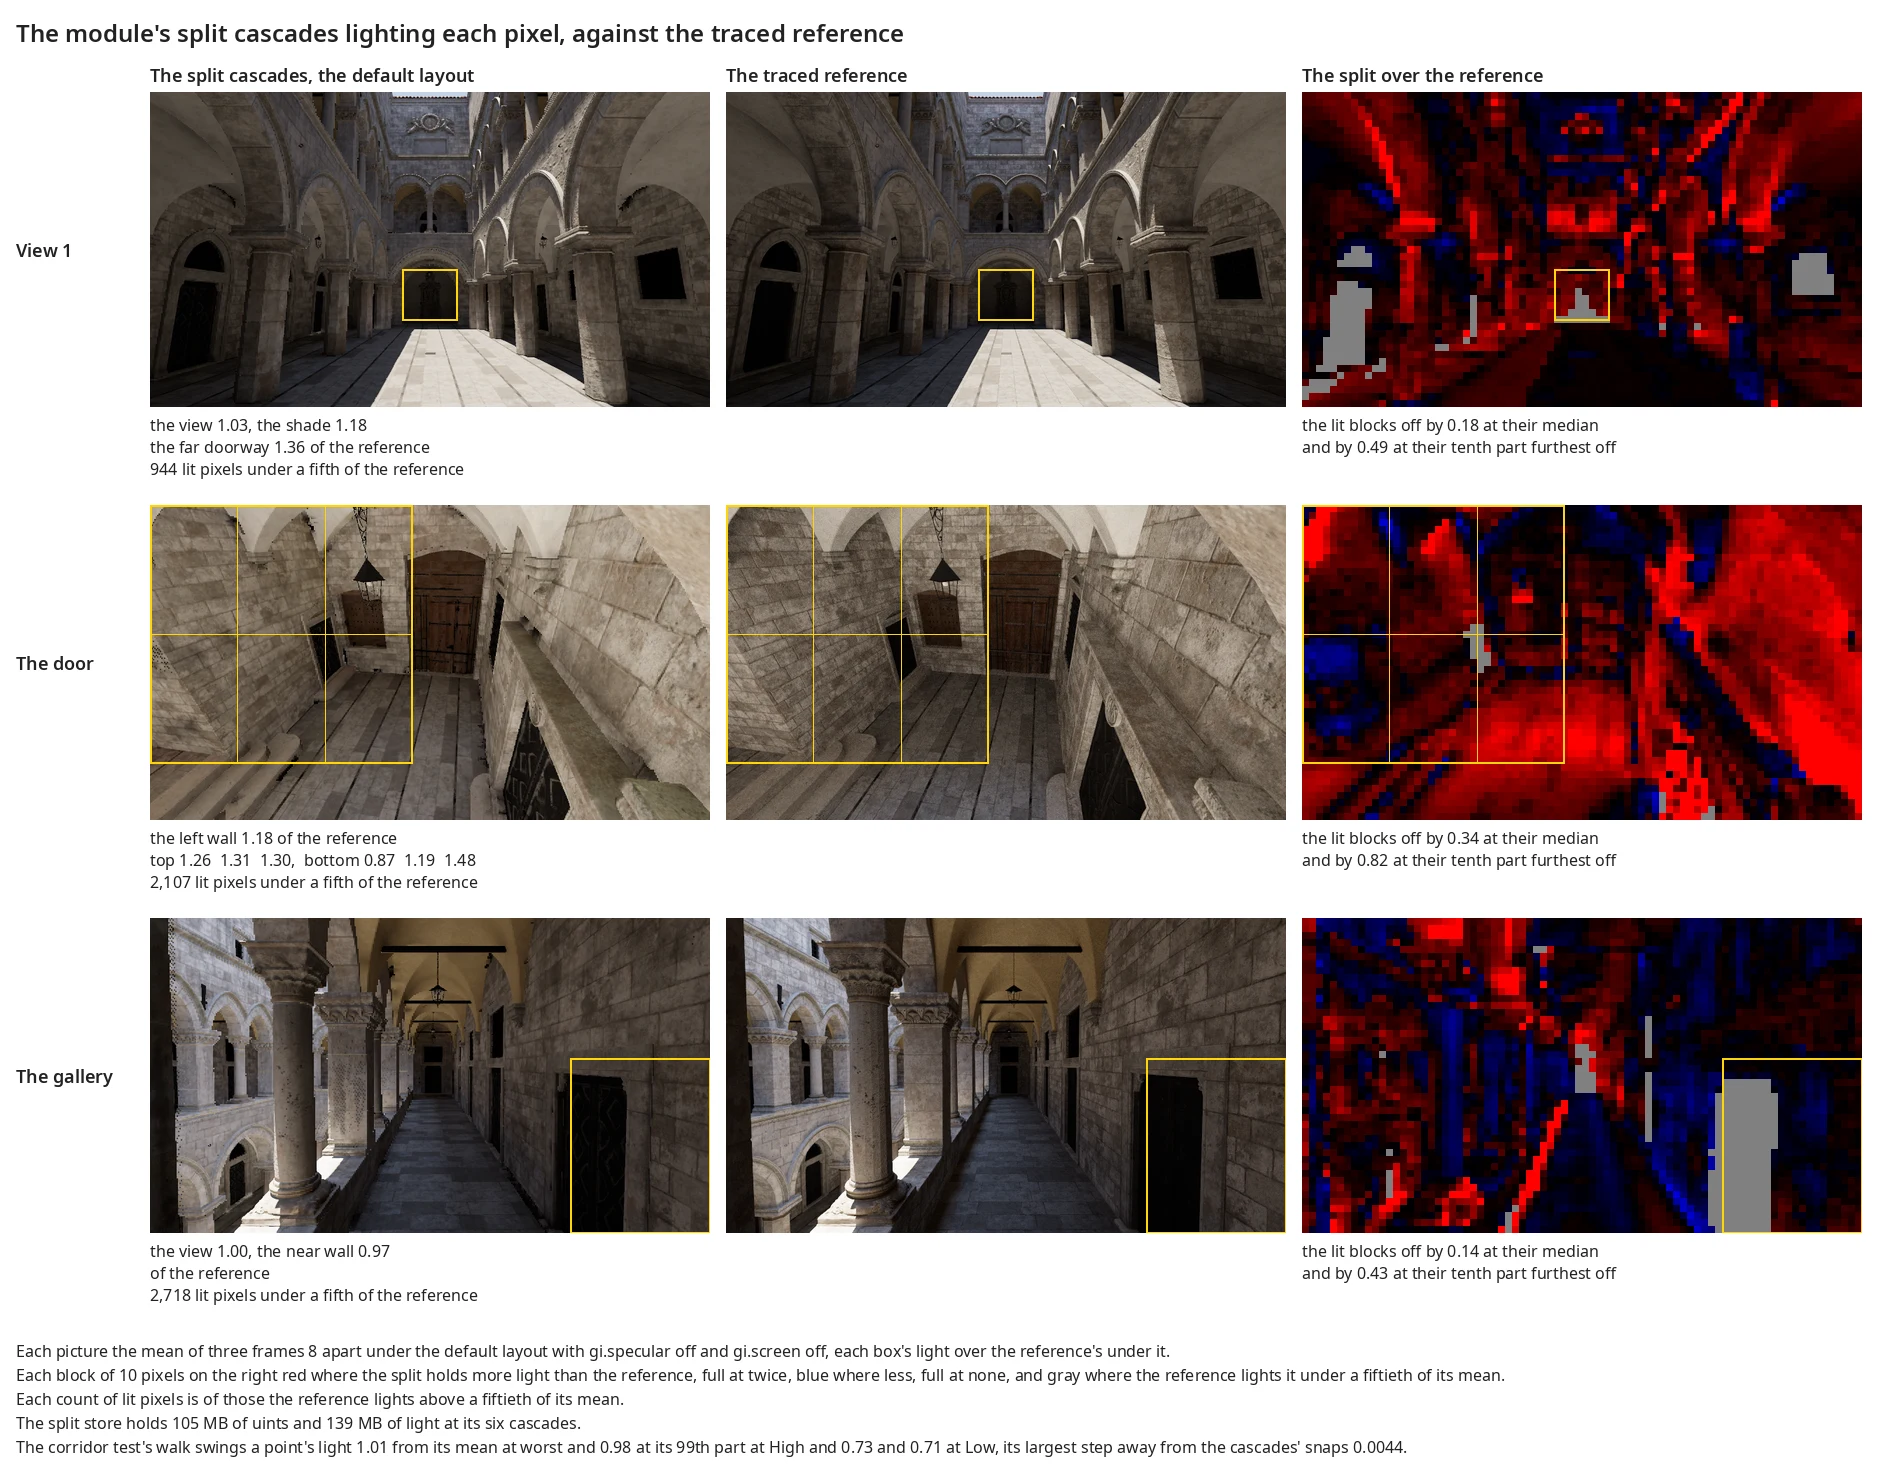 The module's split cascades lighting each pixel, against the traced reference
The split cascades, the default layout
The traced reference
The split over the reference
View 1
the view 1.03, the shade 1.18
the far doorway 1.36 of the reference
944 lit pixels under a fifth of the reference
the lit blocks off by 0.18 at their median
and by 0.49 at their tenth part furthest off
The door
the left wall 1.18 of the reference
top 1.26 1.31 1.30, bottom 0.87 1.19 1.48
2,107 lit pixels under a fifth of the reference
the lit blocks off by 0.34 at their median
and by 0.82 at their tenth part furthest off
The gallery
the view 1.00, the near wall 0.97
of the reference
2,718 lit pixels under a fifth of the reference
the lit blocks off by 0.14 at their median
and by 0.43 at their tenth part furthest off
Each picture the mean of three frames 8 apart under the default layout with gi.specular off and gi.screen off, each box's light over the reference's under it.
Each block of 10 pixels on the right red where the split holds more light than the reference, full at twice, blue where less, full at none, and gray where the reference lights it under a fiftieth of its mean.
Each count of lit pixels is of those the reference lights above a fiftieth of its mean.
The split store holds 105 MB of uints and 139 MB of light at its six cascades.
The corridor test's walk swings a point's light 1.01 from its mean at worst and 0.98 at its 99th part at High and 0.73 and 0.71 at Low, its largest step away from the cascades' snaps 0.0044.